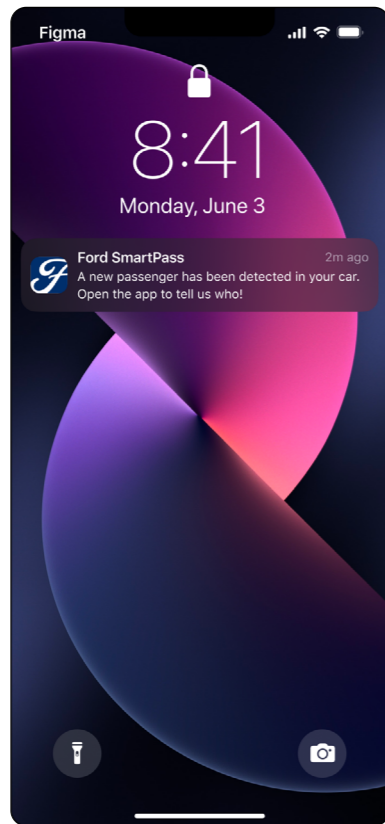 Figma
8:41
Monday, June 3
Ford SmartPass 2m ago
A new passenger has been detected in your car.
Open the app to tell us who!